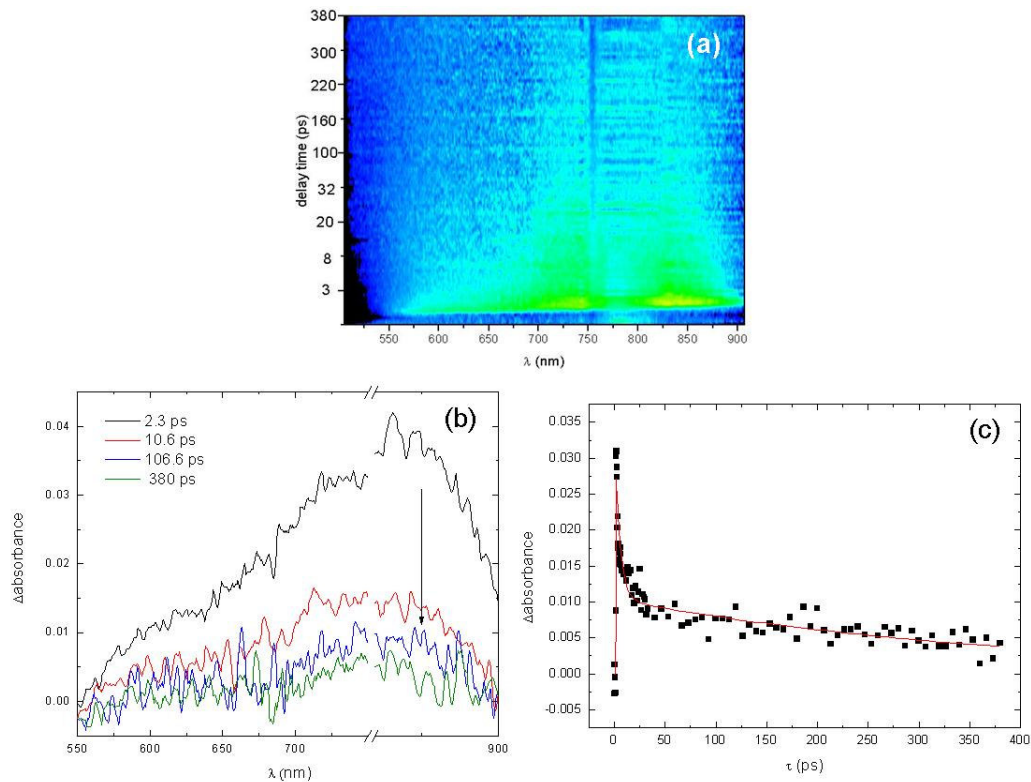 (a)
380
300
220
160
100
32
20
8
3
delay time (ps)
550 600 650 700 750 800 850 900
λ (nm)
(b)
2.3 ps
10.6 ps
106.6 ps
380 ps
0.04
0.03
0.02
0.01
0.00
Δabsorbance
550 600 650 700 900
λ (nm)
(c)
0.035
0.030
0.025
0.020
0.015
0.010
0.005
0.000
-0.005
Δabsorbance
0 50 100 150 200 250 300 350 400
τ (ps)